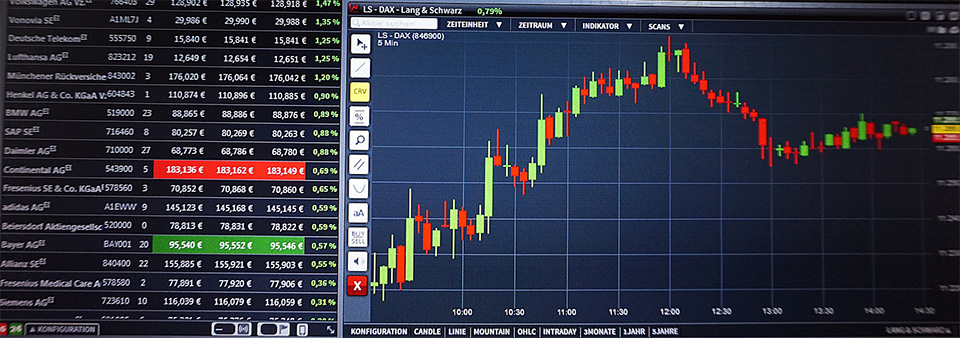 Volkswagen AG VZ. 766403 29 128,902 € 128,935 € 128,918 € 1,47 %
Vonovia SE A1ML7J 4 29,986 € 29,990 € 1,35 %
Deutsche Telekom 555750 9 15,840 € 15,841 € 15,841 € 1,25 %
Lufthansa AG 823212 19 12,649 € 12,654 € 12,651 € 1,25 %
Münchener Rückversiche 843002 3 176,020 € 176,064 € 176,042 € 1,20 %
Henkel AG & Co. KGaA V: 604843 1 110,874 € 110,896 € 110,885 € 0,90 %
BMW AG 519000 23 88,865 € 88,886 € 88,876 € 0,89 %
SAP SE 716460 8 80,257 € 80,269 € 80,263 € 0,88 %
Daimler AG 710000 27 68,773 € 68,786 € 68,780 € 0,88 %
Continental AG 543900 5 183,136 € 183,162 € 183,149 € 0,69 %
Fresenius SE & Co. KGaA 578560 3 70,852 € 70,868 € 70,860 € 0,65 %
adidas AG A1EWW 9 145,123 € 145,168 € 145,145 € 0,59 %
Beiersdorf Aktiengesellsc 520000 0 78,813 € 78,831 € 78,822 € 0,59 %
Bayer AG BAY001 20 95,540 € 95,552 € 95,546 € 0,57 %
Allianz SE 840400 22 155,885 € 155,921 € 155,903 € 0,55 %
Fresenius Medical Care A 578580 2 77,891 € 77,920 € 77,906 € 0,36 %
Siemens AG 723610 10 116,039 € 116,079 € 116,059 € 0,31 %
24 ▲ KONFIGURATION
LS - DAX - Lang & Schwarz 0,79%
Aktie suchen ZEITEINHEIT ▼ ZEITRAUM ▼ INDIKATOR ▼ SCANS ▼
LS - DAX (846900)
5 Min
CRV
%
aA
BUY
SELL
X
10:00 10:30 11:00 11:30 12:00 12:30 13:00 13:30 14:00 14:30
KONFIGURATION CANDLE LINIE MOUNTAIN OHLC INTRADAY 3MONATE 1JAHR 3JAHRE LANG & SCHWARZ